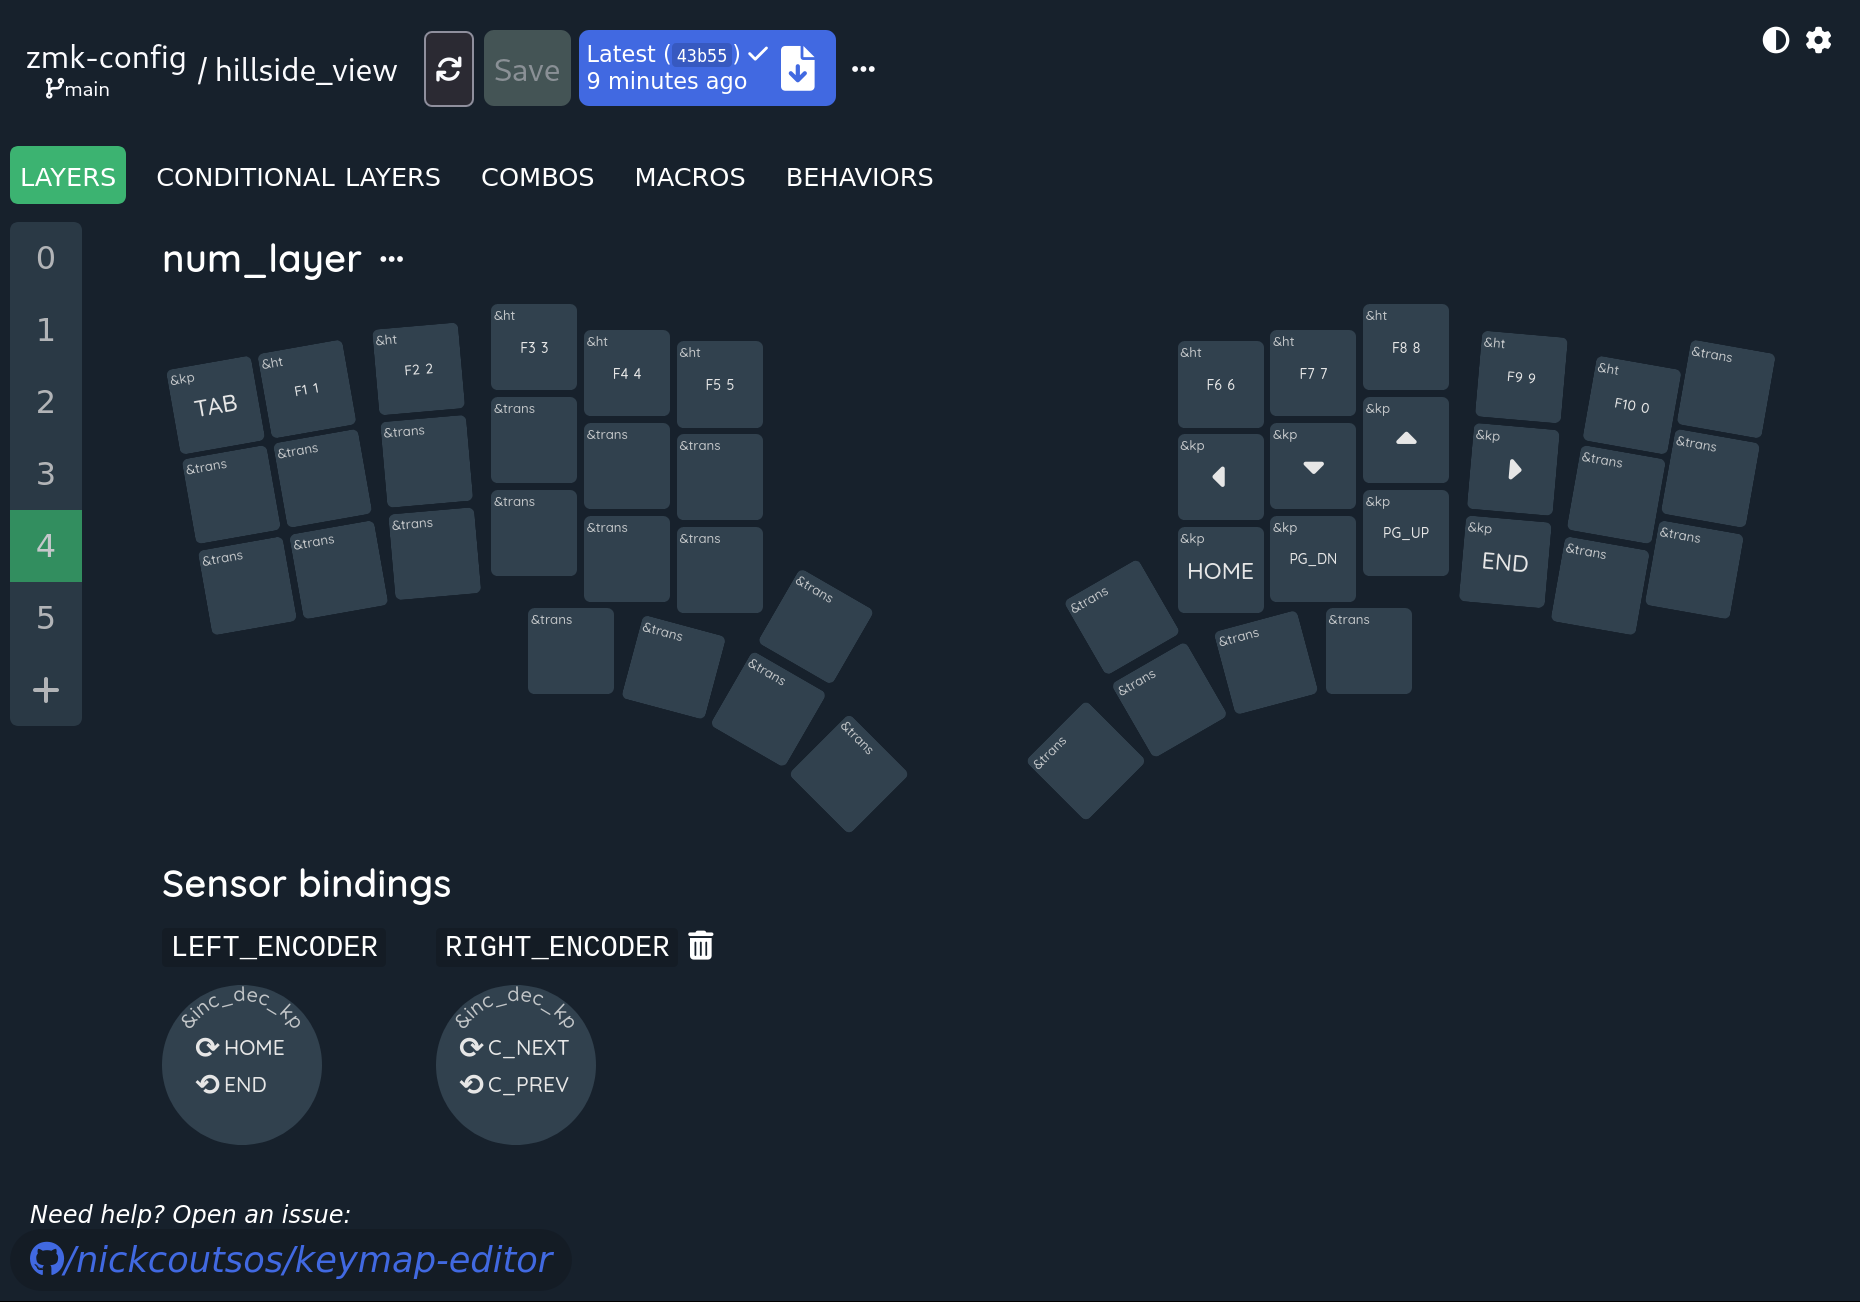 zmk-config / hillside_view
main
Save
Latest (43b55)
9 minutes ago
LAYERS CONDITIONAL LAYERS COMBOS MACROS BEHAVIORS
0
1
2
3
4
5
num_layer
&kp TAB
&ht F1 1
&ht F2 2
&ht F3 3
&ht F4 4
&ht F5 5
&ht F6 6
&ht F7 7
&ht F8 8
&ht F9 9
&ht F10 0
&trans
&trans
&trans
&trans
&trans
&trans
&trans
&kp
&kp
&kp
&kp
&trans
&trans
&trans
&trans
&trans
&trans
&trans
&trans
&kp HOME
&kp PG_DN
&kp PG_UP
&kp END
&trans
&trans
&trans
&trans
&trans
&trans
&trans
&trans
&trans
&trans
&trans
&trans
Sensor bindings
LEFT_ENCODER RIGHT_ENCODER
&inc_dec_kp
HOME
END
&inc_dec_kp
C_NEXT
C_PREV
Need help? Open an issue:
/nickcoutsos/keymap-editor